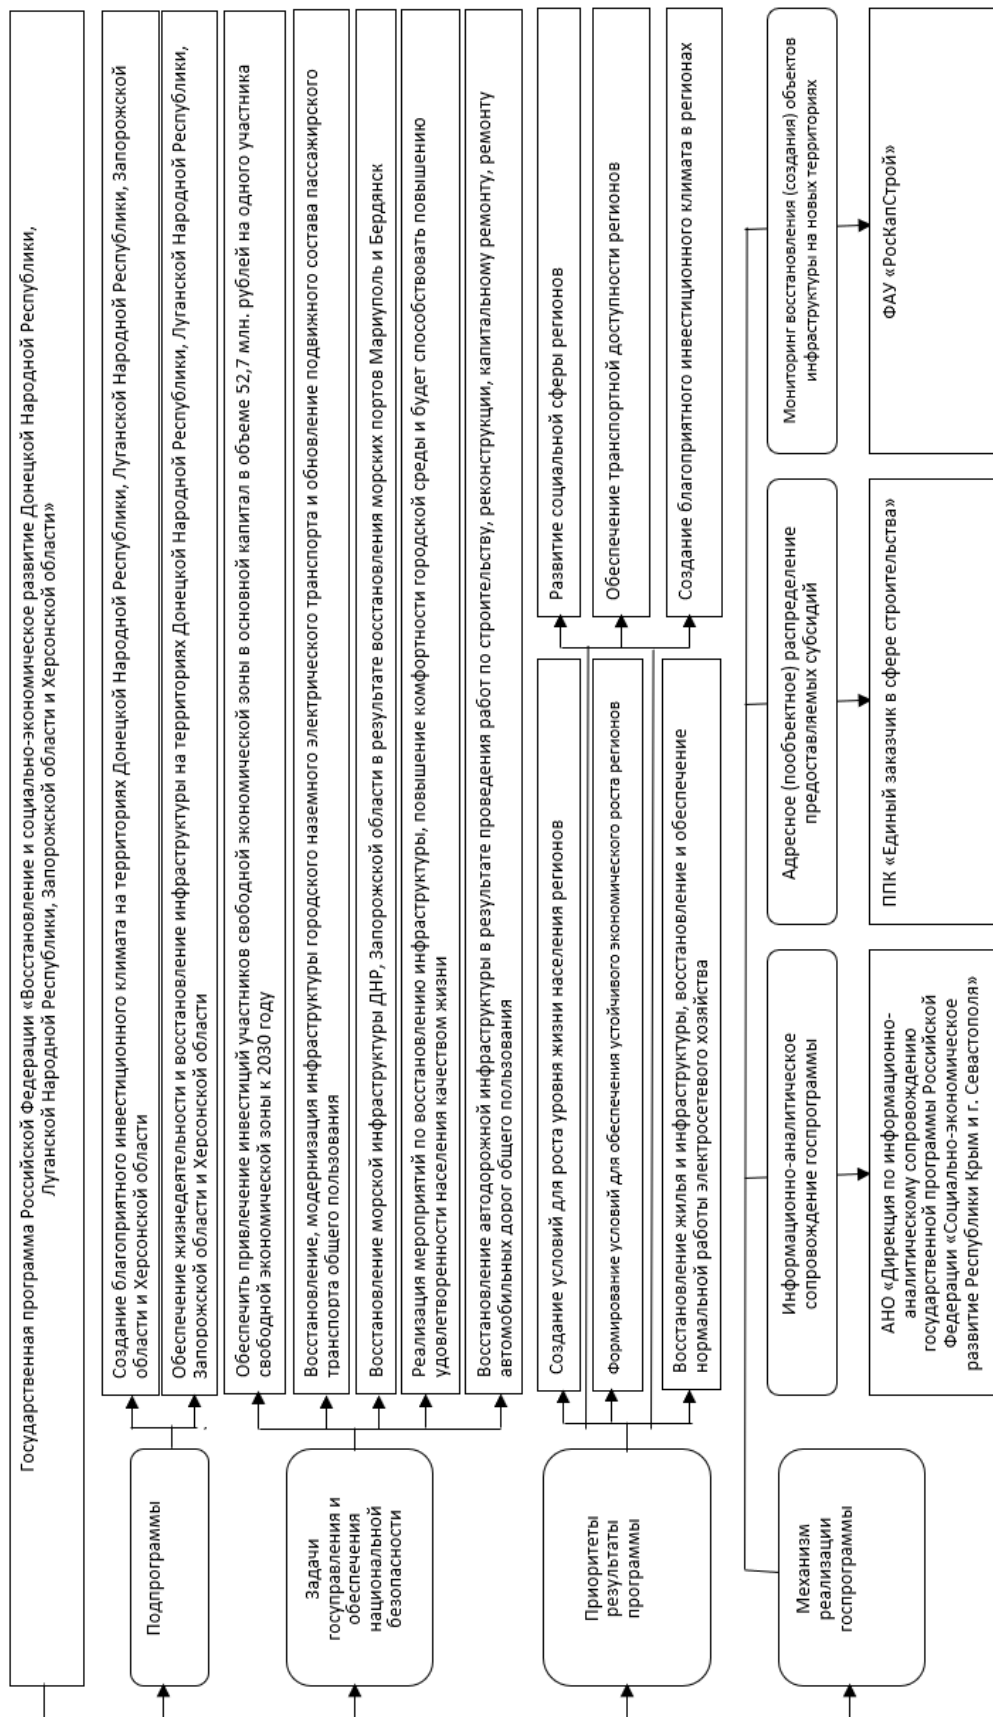 Государственная программа Российской Федерации «Восстановление и социально-экономическое развитие Донецкой Народной Республики,
Луганской Народной Республики, Запорожской области и Херсонской области»
Подпрограммы
Создание благоприятного инвестиционного климата на территориях Донецкой Народной Республики, Луганской Народной Республики, Запорожской
области и Херсонской области
Обеспечение жизнедеятельности и восстановление инфраструктуры на территориях Донецкой Народной Республики, Луганской Народной Республики,
Запорожской области и Херсонской области
Задачи
госуправления и
обеспечения
национальной
безопасности
Обеспечить привлечение инвестиций участников свободной экономической зоны в основной капитал в объеме 52,7 млн. рублей на одного участника
свободной экономической зоны к 2030 году
Восстановление, модернизация инфраструктуры городского наземного электрического транспорта и обновление подвижного состава пассажирского
транспорта общего пользования
Восстановление морской инфраструктуры ДНР, Запорожской области в результате восстановления морских портов Мариуполь и Бердянск
Реализация мероприятий по восстановлению инфраструктуры, повышение комфортности городской среды и будет способствовать повышению
удовлетворенности населения качеством жизни
Восстановление автодорожной инфраструктуры в результате проведения работ по строительству, реконструкции, капитальному ремонту, ремонту
автомобильных дорог общего пользования
Приоритеты
результаты
программы
Создание условий для роста уровня жизни населения регионов
Формирование условий для обеспечения устойчивого экономического роста регионов
Восстановление жилья и инфраструктуры, восстановление и обеспечение
нормальной работы электросетевого хозяйства
Развитие социальной сферы регионов
Обеспечение транспортной доступности регионов
Создание благоприятного инвестиционного климата в регионах
Механизм
реализации
госпрограммы
Информационно-аналитическое
сопровождение госпрограммы
Адресное (пообъектное) распределение
предоставляемых субсидий
Мониторинг восстановления (создания) объектов
инфраструктуры на новых территориях
АНО «Дирекция по информационно-
аналитическому сопровождению
государственной программы Российской
Федерации «Социально-экономическое
развитие Республики Крым и г. Севастополя»
ППК «Единый заказчик в сфере строительства»
ФАУ «РосКапСтрой»